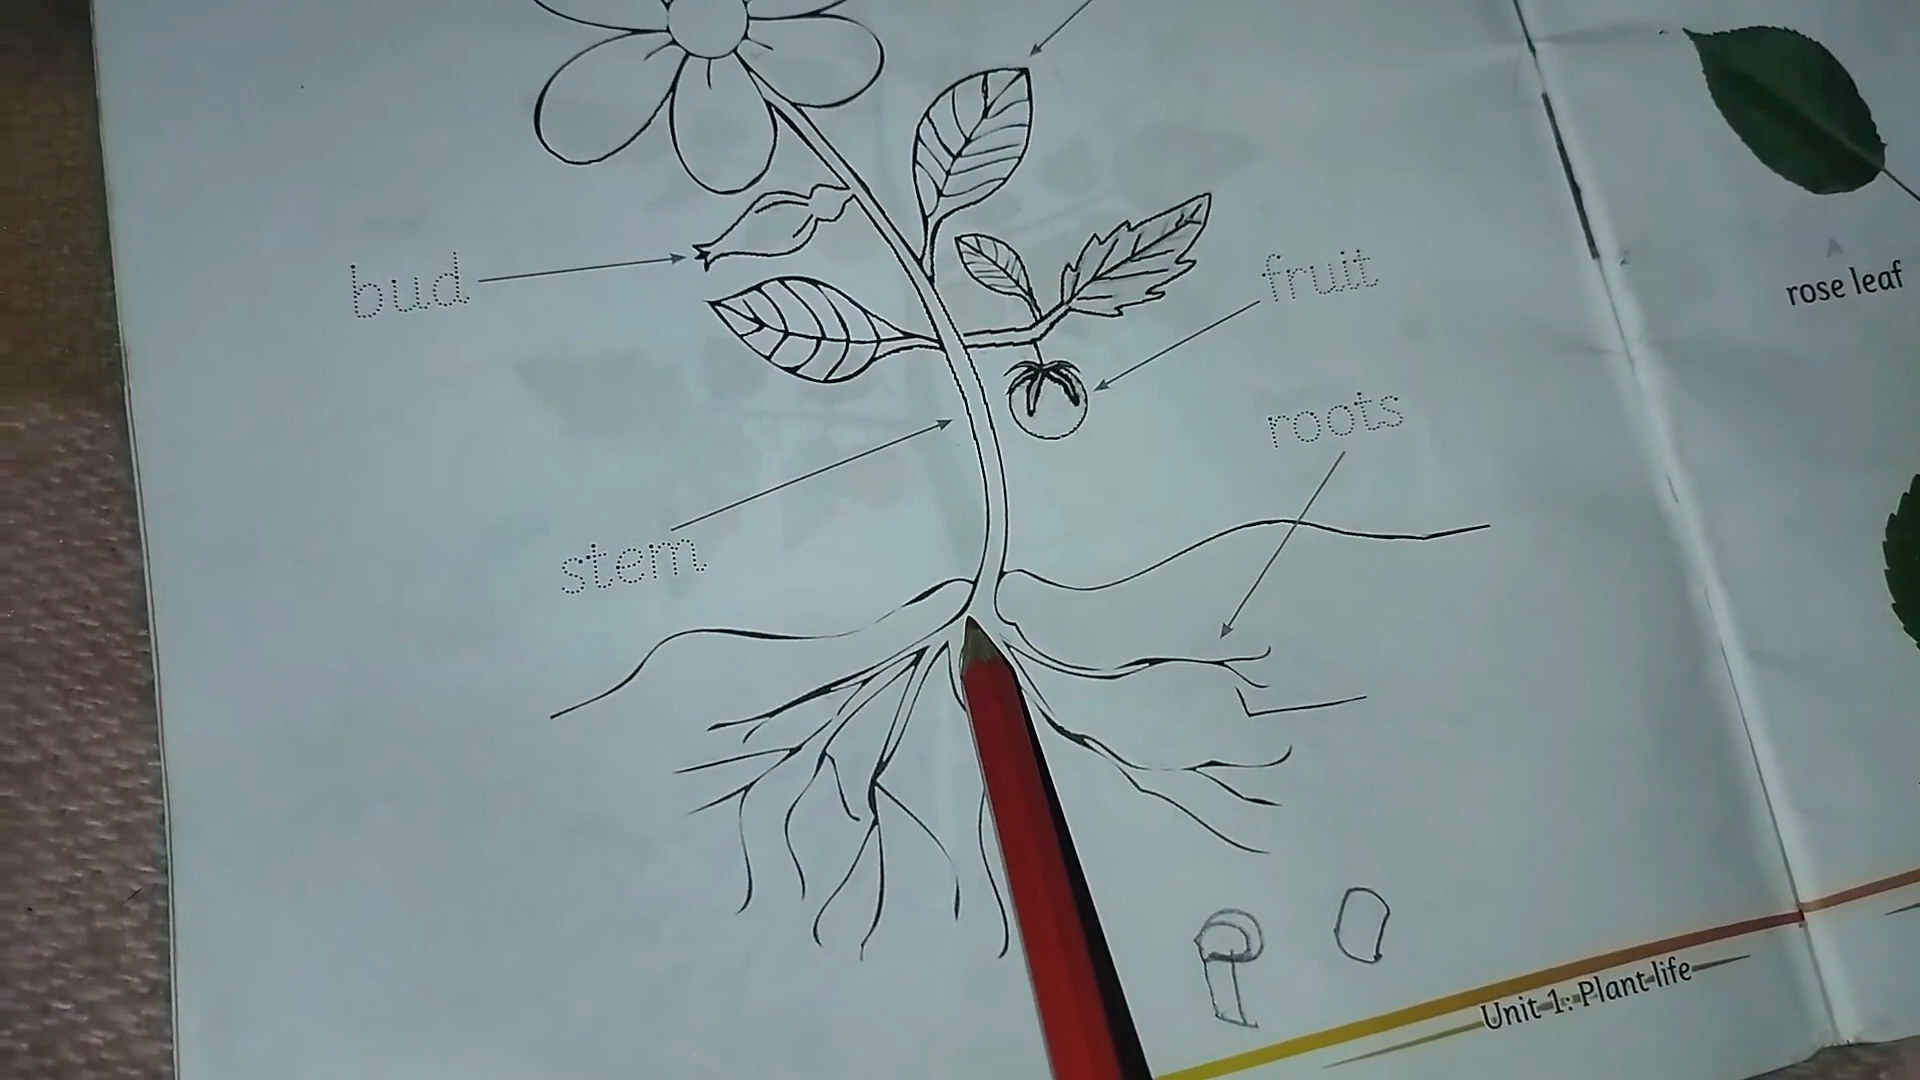 bud
fruit
rose leaf
roots
stem
Unit 1: Plant life